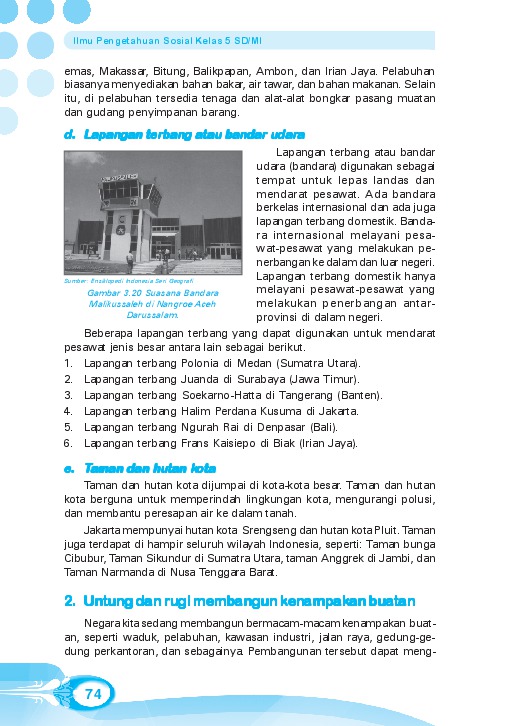 Ilmu Pengetahuan Sosial Kelas 5 SD/MI
emas, Makassar, Bitung, Balikpapan, Ambon, dan Irian Jaya. Pelabuhan
biasanya menyediakan bahan bakar, air tawar, dan bahan makanan. Selain
itu, di pelabuhan tersedia tenaga dan alat-alat bongkar pasang muatan
dan gudang penyimpanan barang.
d. Lapangan terbang atau bandar udara
Lapangan terbang atau bandar
udara (bandara) digunakan sebagai
tempat untuk lepas landas dan
mendarat pesawat. Ada bandara
berkelas internasional dan ada juga
lapangan terbang domestik. Banda-
ra internasional melayani pesa-
wat-pesawat yang melakukan pe-
nerbangan ke dalam dan luar negeri.
Lapangan terbang domestik hanya
melayani pesawat-pesawat yang
melakukan penerbangan antar-
provinsi di dalam negeri.
Sumber: Ensiklopedi Indonesia Seri Geografi
Gambar 3.20 Suasana Bandara
Malikussaleh di Nangroe Aceh
Darussalam.
Beberapa lapangan terbang yang dapat digunakan untuk mendarat
pesawat jenis besar antara lain sebagai berikut.
1. Lapangan terbang Polonia di Medan (Sumatra Utara).
2. Lapangan terbang Juanda di Surabaya (Jawa Timur).
3. Lapangan terbang Soekarno-Hatta di Tangerang (Banten).
4. Lapangan terbang Halim Perdana Kusuma di Jakarta.
5. Lapangan terbang Ngurah Rai di Denpasar (Bali).
6. Lapangan terbang Frans Kaisiepo di Biak (Irian Jaya).
e. Taman dan hutan kota
Taman dan hutan kota dijumpai di kota-kota besar. Taman dan hutan
kota berguna untuk memperindah lingkungan kota, mengurangi polusi,
dan membantu peresapan air ke dalam tanah.
Jakarta mempunyai hutan kota Srengseng dan hutan kota Pluit. Taman
juga terdapat di hampir seluruh wilayah Indonesia, seperti: Taman bunga
Cibubur, Taman Sikundur di Sumatra Utara, taman Anggrek di Jambi, dan
Taman Narmanda di Nusa Tenggara Barat.
2. Untung dan rugi membangun kenampakan buatan
Negara kita sedang membangun bermacam-macam kenampakan buat-
an, seperti waduk, pelabuhan, kawasan industri, jalan raya, gedung-ge-
dung perkantoran, dan sebagainya. Pembangunan tersebut dapat meng-
74